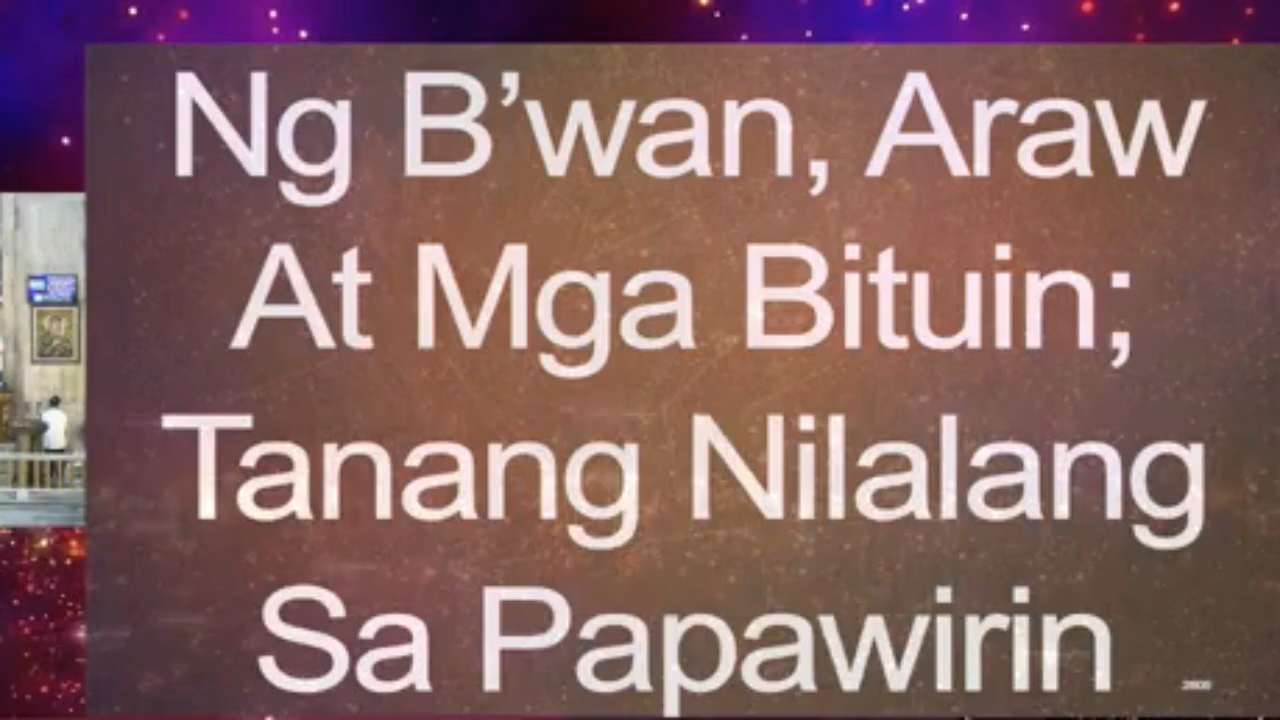 Ng B’wan, Araw
At Mga Bituin;
Tanang Nilalang
Sa Papawirin